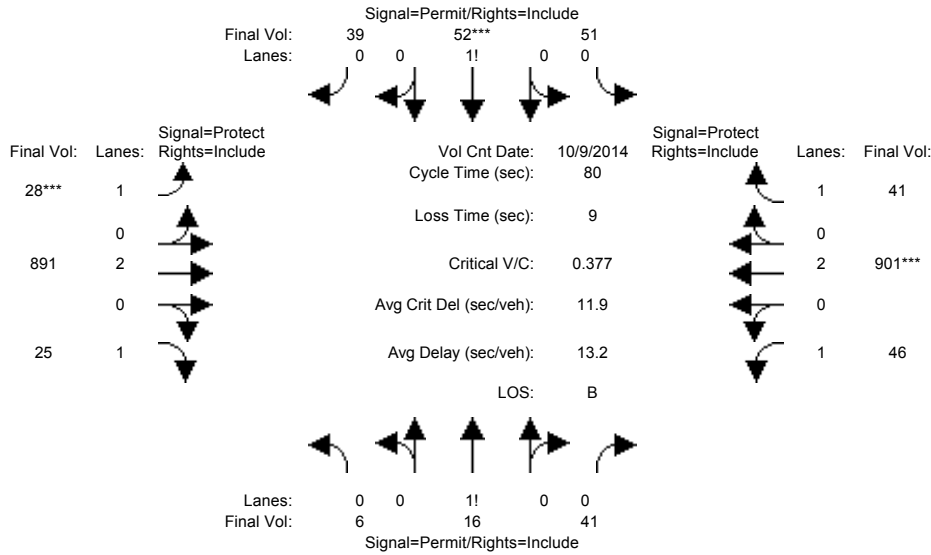 Signal=Permit/Rights=Include
Final Vol: 39 52*** 51
Lanes: 0 0 1! 0 0
Signal=Protect Signal=Protect
Final Vol: Lanes: Rights=Include Vol Cnt Date: 10/9/2014 Rights=Include Lanes: Final Vol:
Cycle Time (sec): 80
28*** 1 1 41
Loss Time (sec): 9
0 0
891 2 Critical V/C: 0.377 2 901***
0 Avg Crit Del (sec/veh): 11.9 0
25 1 Avg Delay (sec/veh): 13.2 1 46
LOS: B
Lanes: 0 0 1! 0 0
Final Vol: 6 16 41
Signal=Permit/Rights=Include